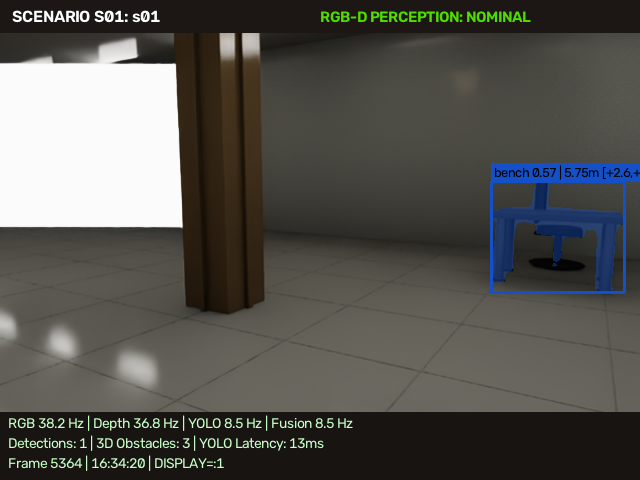 SCENARIO S01: s01
RGB-D PERCEPTION: NOMINAL
bench 0.57 | 5.75m [+2.6,+
RGB 38.2 Hz | Depth 36.8 Hz | YOLO 8.5 Hz | Fusion 8.5 Hz
Detections: 1 | 3D Obstacles: 3 | YOLO Latency: 13ms
Frame 5364 | 16:34:20 | DISPLAY=:1